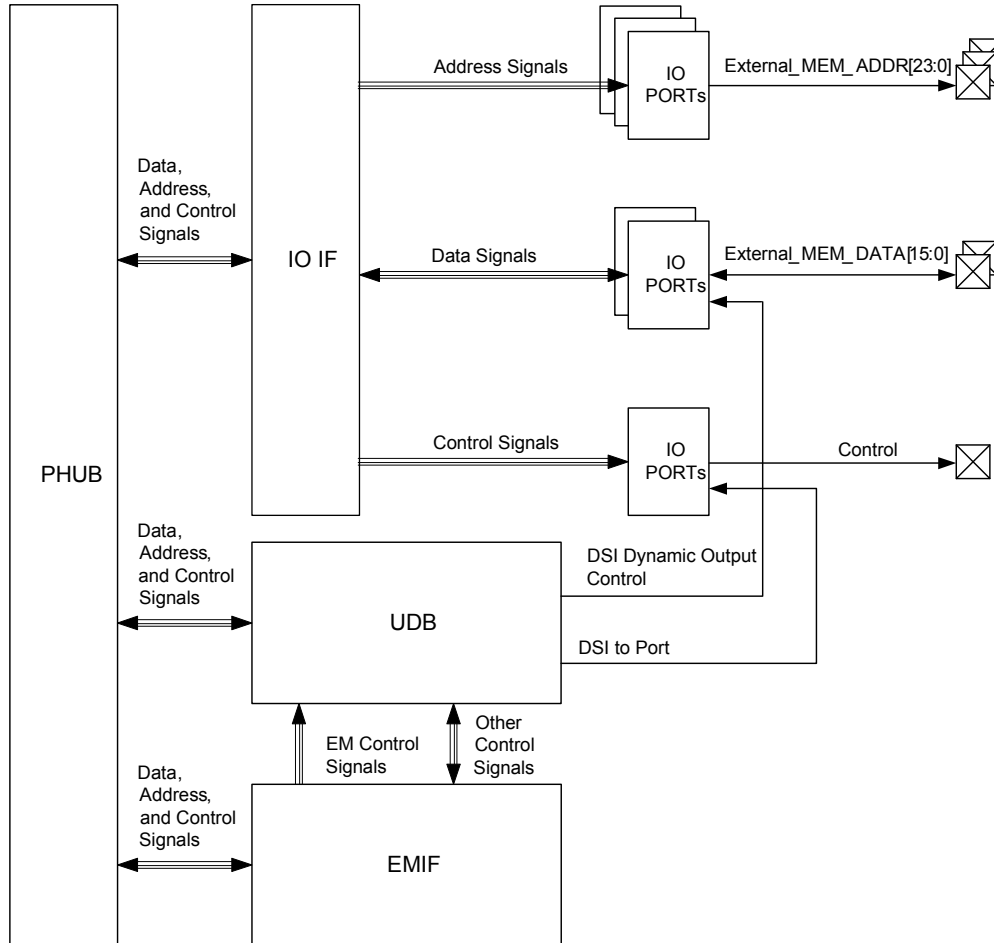 Address Signals
IO
PORTs
External_MEM_ADDR[23:0]
Data,
Address,
and Control
Signals
IO IF
Data Signals
IO
PORTs
External_MEM_DATA[15:0]
Control Signals
IO
PORTs
Control
PHUB
Data,
Address,
and Control
Signals
UDB
DSI Dynamic Output
Control
DSI to Port
EM Control
Signals
Other
Control
Signals
Data,
Address,
and Control
Signals
EMIF